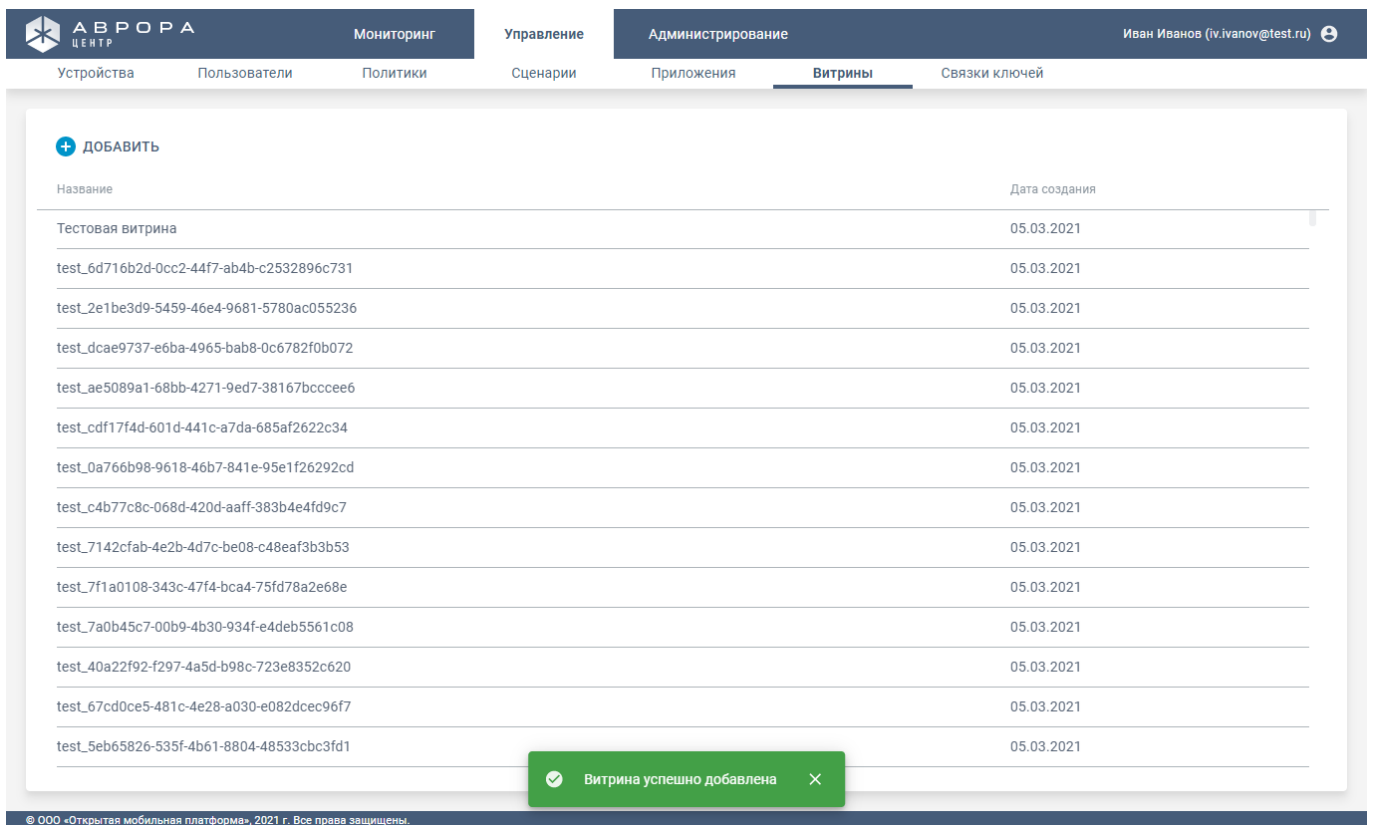 АВРОРА
ЦЕНТР
Мониторинг Управление Администрирование Иван Иванов (iv.ivanov@test.ru)
Устройства Пользователи Политики Сценарии Приложения Витрины Связки ключей
ДОБАВИТЬ
Название Дата создания
Тестовая витрина 05.03.2021
test_6d716b2d-0cc2-44f7-ab4b-c2532896c731 05.03.2021
test_2e1be3d9-5459-46e4-9681-5780ac055236 05.03.2021
test_dcae9737-e6ba-4965-bab8-0c6782f0b072 05.03.2021
test_ae5089a1-68bb-4271-9ed7-38167bcccee6 05.03.2021
test_cdf17f4d-601d-441c-a7da-685af2622c34 05.03.2021
test_0a766b98-9618-46b7-841e-95e1f26292cd 05.03.2021
test_c4b77c8c-068d-420d-aaff-383b4e4fd9c7 05.03.2021
test_7142cfab-4e2b-4d7c-be08-c48eaf3b3b53 05.03.2021
test_7f1a0108-343c-47f4-bca4-75fd78a2e68e 05.03.2021
test_7a0b45c7-00b9-4b30-934f-e4deb5561c08 05.03.2021
test_40a22f92-f297-4a5d-b98c-723e8352c620 05.03.2021
test_67cd0ce5-481c-4e28-a030-e082dcec96f7 05.03.2021
test_5eb65826-535f-4b61-8804-48533cbc3fd1 05.03.2021
Витрина успешно добавлена
© ООО «Открытая мобильная платформа», 2021 г. Все права защищены.